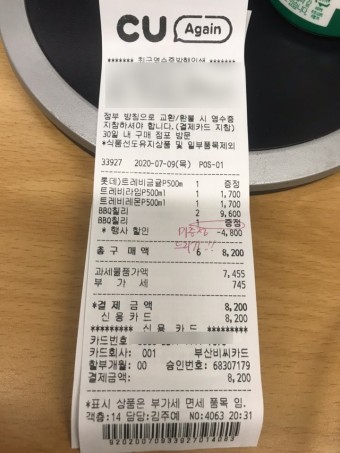 CU Again
정부 방침으로 교환/환불 시 영수증
지참하셔야 합니다.(결제카드 지참)
30일 내 구매 점포 방문
*식품선도유지상품 및 일부품목제외
33927 2020-07-09(목) POS-01
롯데)트레비금귤P500m 1 증정
트레비라임P500ml 1 1,700
트레비레몬P500ml 1 1,700
BBQ칠리 2 9,600
BBQ칠리 1 증정
* 행사 할인 -4,800
총 구 매 액 6 8,200
과세물품가액 7,455
부 가 세 745
*결 제 금 액 8,200
신 용 카 드 8,200
******** 신 용 카 드 ********
카드번호
카드회사: 001 부산비씨카드
할부개월: 00 승인번호: 68307179
결제금액: 8,200
*표시 상품은 부가세 면세 품목 임.
객층:14 담당:김주예 NO:4063 20:31